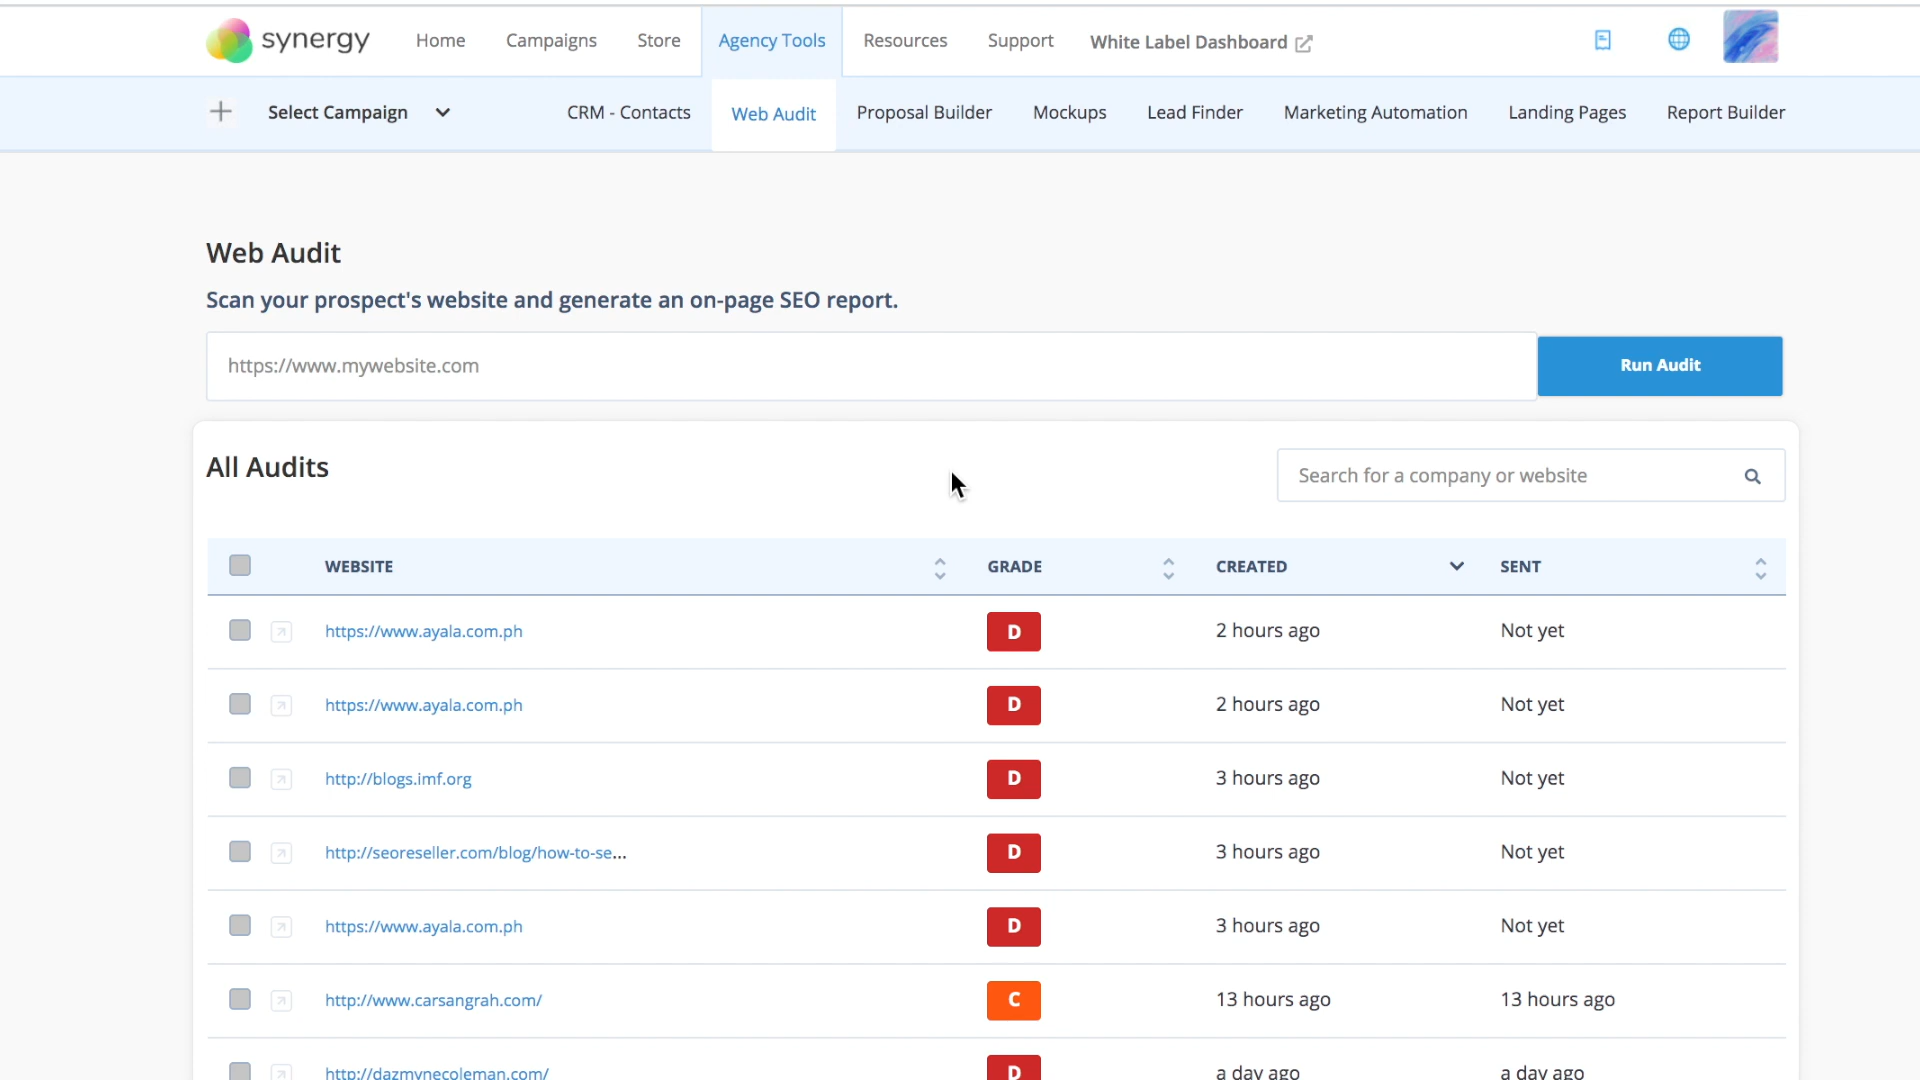 synergy
Home Campaigns Store Agency Tools Resources Support White Label Dashboard
Select Campaign CRM - Contacts Web Audit Proposal Builder Mockups Lead Finder Marketing Automation Landing Pages Report Builder
Web Audit
Scan your prospect's website and generate an on-page SEO report.
https://www.mywebsite.com Run Audit
All Audits Search for a company or website
WEBSITE GRADE CREATED SENT
https://www.ayala.com.ph D 2 hours ago Not yet
https://www.ayala.com.ph D 2 hours ago Not yet
http://blogs.imf.org D 3 hours ago Not yet
http://seoreseller.com/blog/how-to-se... D 3 hours ago Not yet
https://www.ayala.com.ph D 3 hours ago Not yet
http://www.carsangrah.com/ C 13 hours ago 13 hours ago
http://dazmynecoleman.com/ D a day ago a day ago